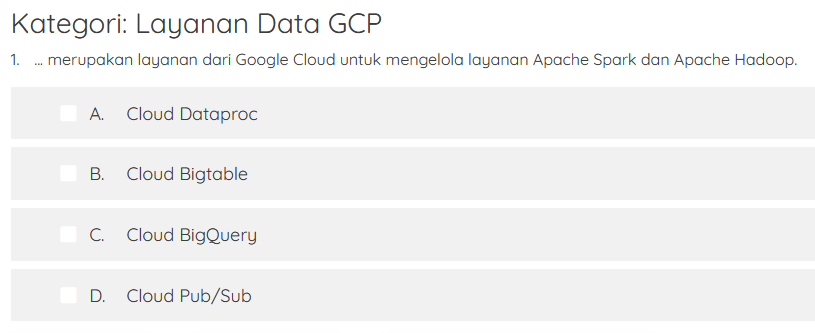 Kategori: Layanan Data GCP
1. ... merupakan layanan dari Google Cloud untuk mengelola layanan Apache Spark dan Apache Hadoop.
A. Cloud Dataproc
B. Cloud Bigtable
C. Cloud BigQuery
D. Cloud Pub/Sub